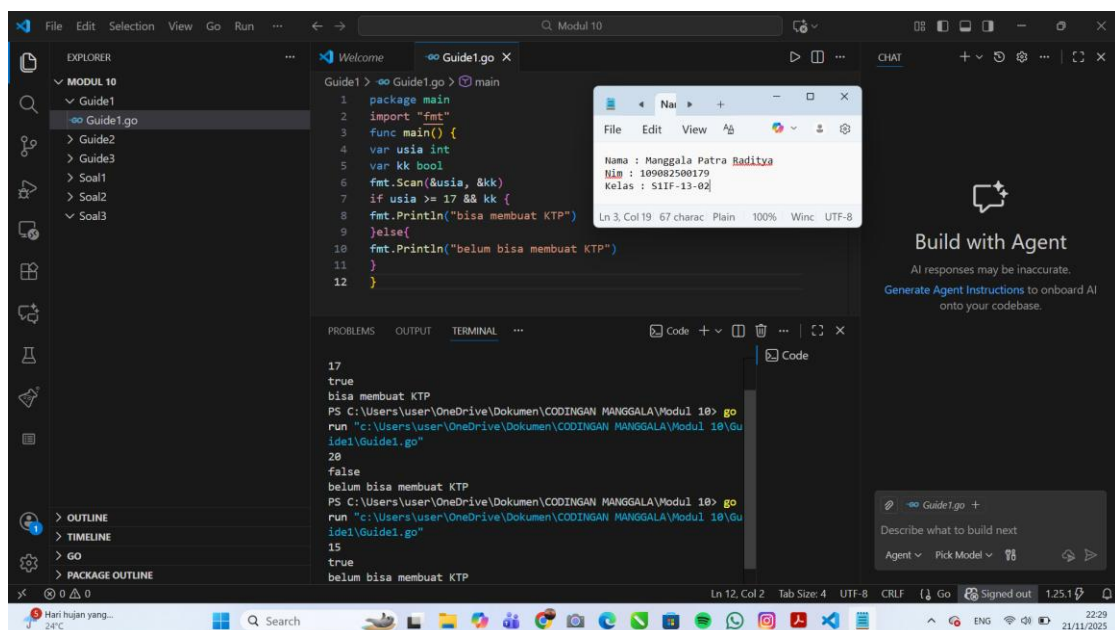 File Edit Selection View Go Run ...
Modul 10
EXPLORER
MODUL 10
Guide1
Guide1.go
Guide2
Guide3
Soal1
Soal2
Soal3
OUTLINE
TIMELINE
GO
PACKAGE OUTLINE
Welcome Guide1.go
Guide1 > Guide1.go > main
1 package main
2 import "fmt"
3 func main() {
4 var usia int
5 var kk bool
6 fmt.Scan(&usia, &kk)
7 if usia >= 17 && kk {
8 fmt.Println("bisa membuat KTP")
9 }else{
10 fmt.Println("belum bisa membuat KTP")
11 }
12 }
Nar
File Edit View
Nama : Manggala Patra Raditya
Nim : 109082500179
Kelas : S1IF-13-02
Ln 3, Col 19 67 charac Plain 100% Winc UTF-8
PROBLEMS OUTPUT TERMINAL ... Code
Code
17
true
bisa membuat KTP
PS C:\Users\user\OneDrive\Dokumen\CODINGAN MANGGALA\Modul 10> go
run "c:\Users\user\OneDrive\Dokumen\CODINGAN MANGGALA\Modul 10\Gu
ide1\Guide1.go"
20
false
belum bisa membuat KTP
PS C:\Users\user\OneDrive\Dokumen\CODINGAN MANGGALA\Modul 10> go
run "c:\Users\user\OneDrive\Dokumen\CODINGAN MANGGALA\Modul 10\Gu
ide1\Guide1.go"
15
true
belum bisa membuat KTP
CHAT
Build with Agent
AI responses may be inaccurate.
Generate Agent Instructions to onboard AI
onto your codebase.
Guide1.go +
Describe what to build next
Agent Pick Model
0 0 Ln 12, Col 2 Tab Size: 4 UTF-8 CRLF Go Signed out 1.25.1
5 Hari hujan yang...
24°C
Search
ENG
22:29
21/11/2025